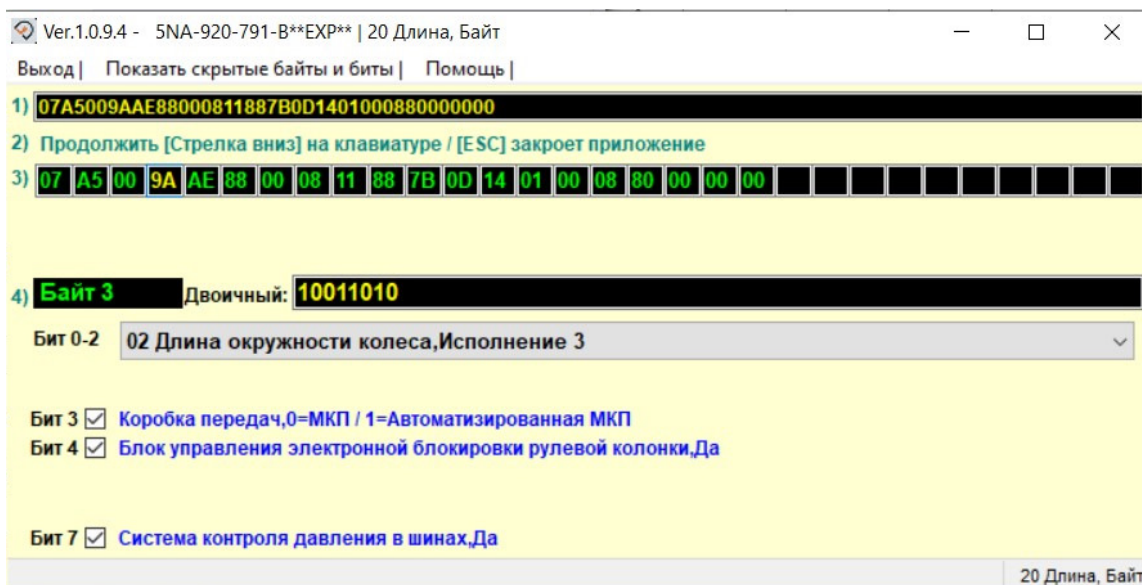 Ver.1.0.9.4 -   5NA-920-791-B**EXP** | 20 Длина, Байт
Выход |   Показать скрытые байты и биты |   Помощь |
1) 07A5009AAE88000811887B0D1401000880000000
2) Продолжить [Стрелка вниз] на клавиатуре / [ESC] закроет приложение
3) 07 A5 00 9A AE 88 00 08 11 88 7B 0D 14 01 00 08 80 00 00 00
4) Байт 3 Двоичный: 10011010
Бит 0-2 02 Длина окружности колеса,Исполнение 3
Бит 3 Коробка передач,0=МКП / 1=Автоматизированная МКП
Бит 4 Блок управления электронной блокировки рулевой колонки,Да
Бит 7 Система контроля давления в шинах,Да
20 Длина, Байт